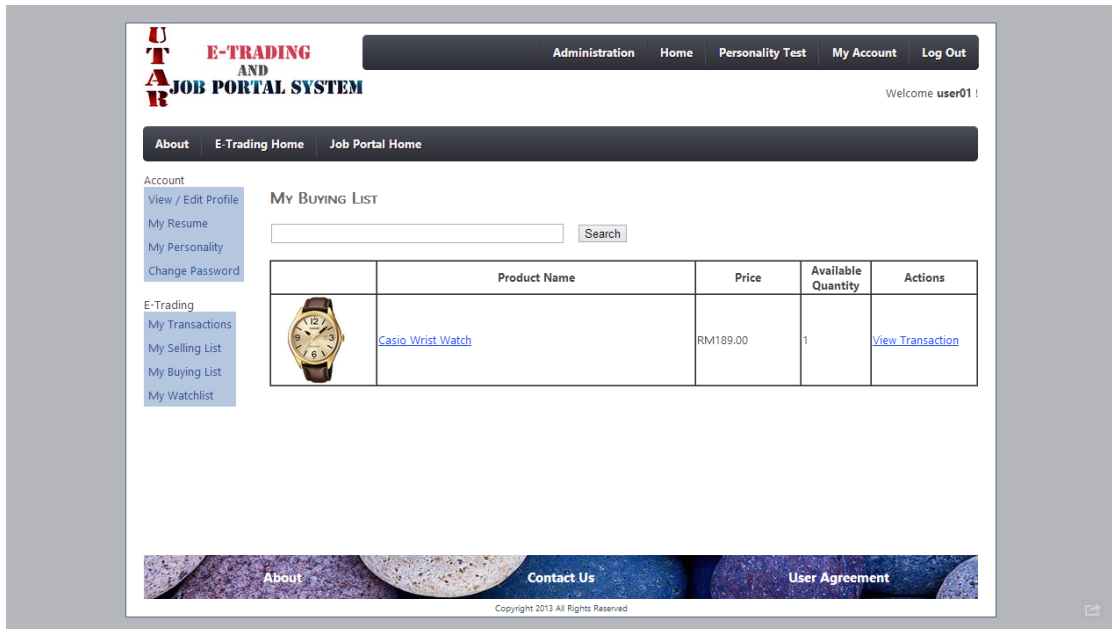 UTAR
E-TRADING
AND
JOB PORTAL SYSTEM
Administration Home Personality Test My Account Log Out
Welcome user01 !
About E-Trading Home Job Portal Home
Account
View / Edit Profile
My Resume
My Personality
Change Password
E-Trading
My Transactions
My Selling List
My Buying List
My Watchlist
My Buying List
Search
Product Name Price Available Quantity Actions
Casio Wrist Watch RM189.00 1 View Transaction
About Contact Us User Agreement
Copyright 2013 All Rights Reserved